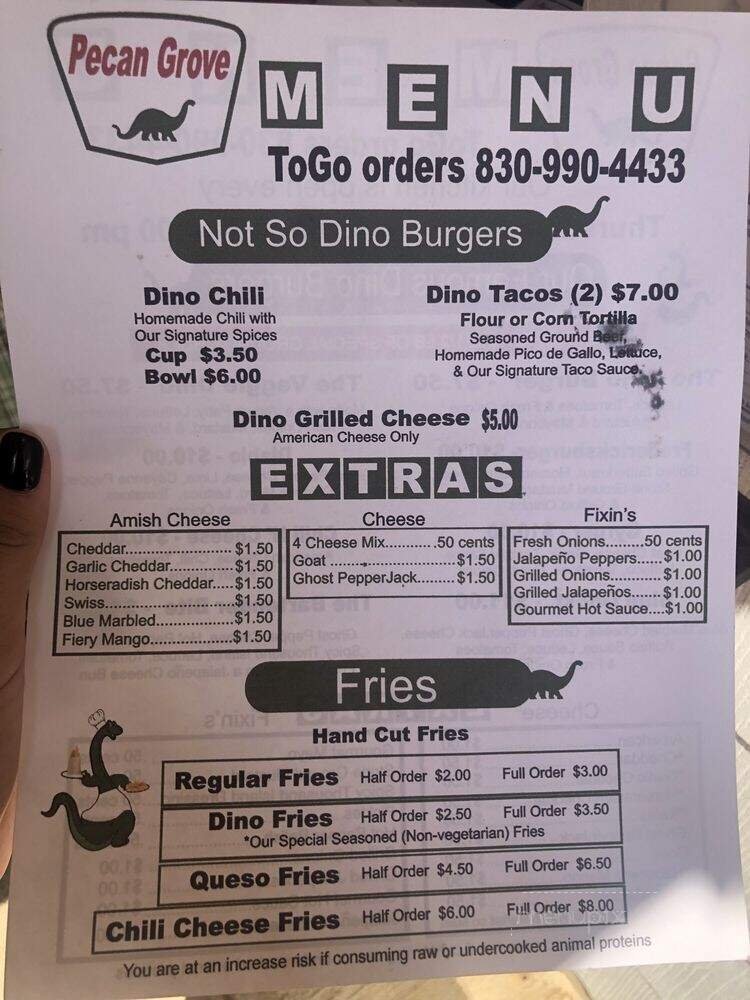 Pecan Grove
MENU
ToGo orders 830-990-4433
Not So Dino Burgers
Dino Chili
Homemade Chili with
Our Signature Spices
Cup $3.50
Bowl $6.00
Dino Tacos (2) $7.00
Flour or Corn Tortilla
Seasoned Ground Beef,
Homemade Pico de Gallo, Lettuce,
& Our Signature Taco Sauce.
Dino Grilled Cheese $5.00
American Cheese Only
EXTRAS
Amish Cheese
Cheddar........................$1.50
Garlic Cheddar..............$1.50
Horseradish Cheddar....$1.50
Swiss............................$1.50
Blue Marbled.................$1.50
Fiery Mango..................$1.50
Cheese
4 Cheese Mix............50 cents
Goat ............................$1.50
Ghost PepperJack........$1.50
Fixin's
Fresh Onions........50 cents
Jalapeño Peppers......$1.00
Grilled Onions............$1.00
Grilled Jalapeños.......$1.00
Gourmet Hot Sauce....$1.00
Fries
Hand Cut Fries
Regular Fries Half Order $2.00 Full Order $3.00
Dino Fries Half Order $2.50 Full Order $3.50
*Our Special Seasoned (Non-vegetarian) Fries
Queso Fries Half Order $4.50 Full Order $6.50
Chili Cheese Fries Half Order $6.00 Full Order $8.00
You are at an increase risk if consuming raw or undercooked animal proteins